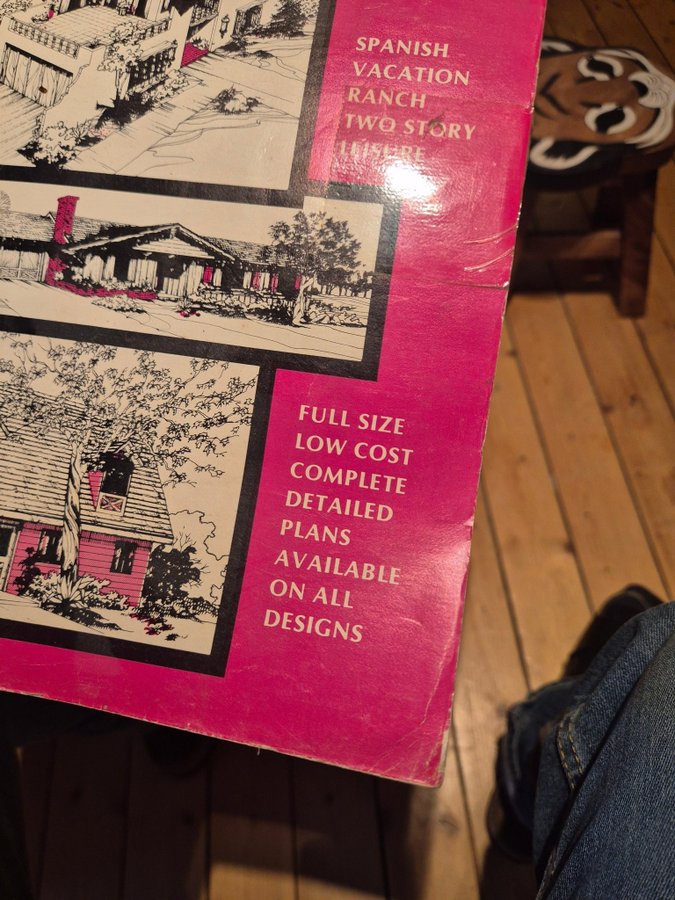 SPANISH
VACATION
RANCH
TWO STORY
LEISURE
FULL SIZE
LOW COST
COMPLETE
DETAILED
PLANS
AVAILABLE
ON ALL
DESIGNS